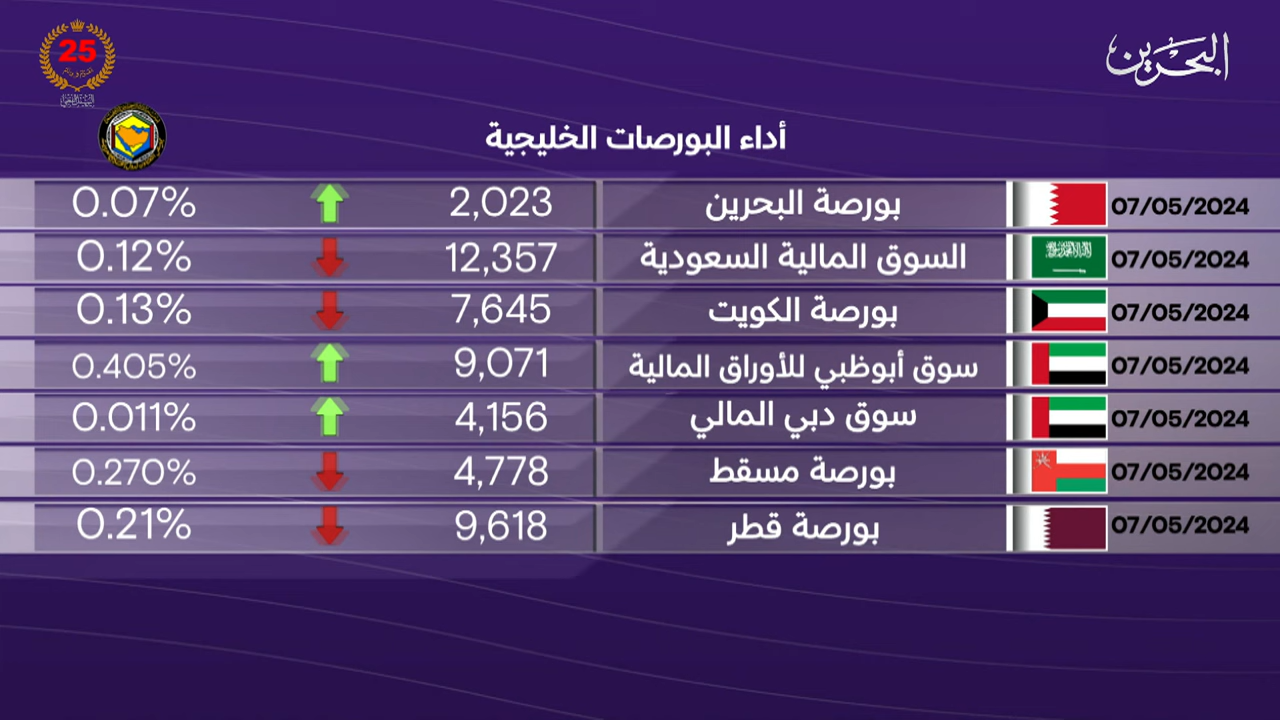 البحرين
25
أداء البورصات الخليجية
07/05/2024 بورصة البحرين 2,023 0.07%
07/05/2024 السوق المالية السعودية 12,357 0.12%
07/05/2024 بورصة الكويت 7,645 0.13%
07/05/2024 سوق أبوظبي للأوراق المالية 9,071 0.405%
07/05/2024 سوق دبي المالي 4,156 0.011%
07/05/2024 بورصة مسقط 4,778 0.270%
07/05/2024 بورصة قطر 9,618 0.21%